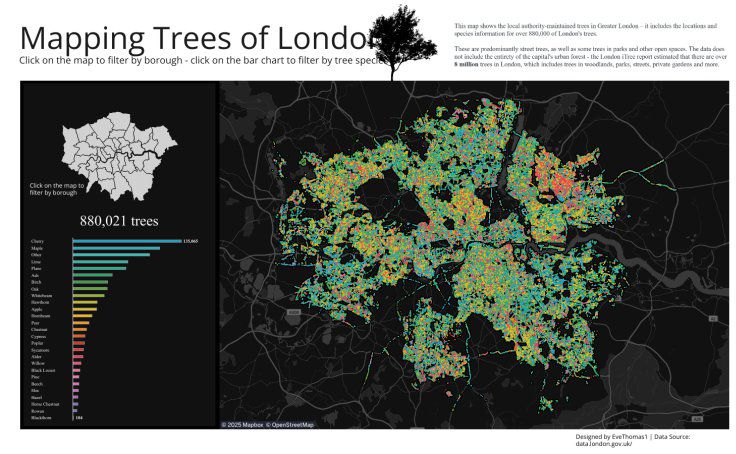 Mapping Trees of London
Click on the map to filter by borough - click on the bar chart to filter by tree species
This map shows the local authority-maintained trees in Greater London – it includes the locations and
species information for over 880,000 of London's trees.
These are predominantly street trees, as well as some trees in parks and other open spaces. The data does
not include the entirety of the capital's urban forest - the London iTree report estimated that there are over
8 million trees in London, which includes trees in woodlands, parks, streets, private gardens and more.
Click on the map to
filter by borough
880,021 trees
Cherry 135,065
Maple
Other
Lime
Plane
Ash
Birch
Oak
Whitebeam
Hawthorn
Apple
Hornbeam
Pear
Chestnut
Cypress
Poplar
Sycamore
Alder
Willow
Black Locust
Pine
Beech
Elm
Hazel
Horse Chestnut
Rowan
Blackthorn 104
© 2025 Mapbox © OpenStreetMap
Designed by EveThomas1 | Data Source:
data.london.gov.uk/